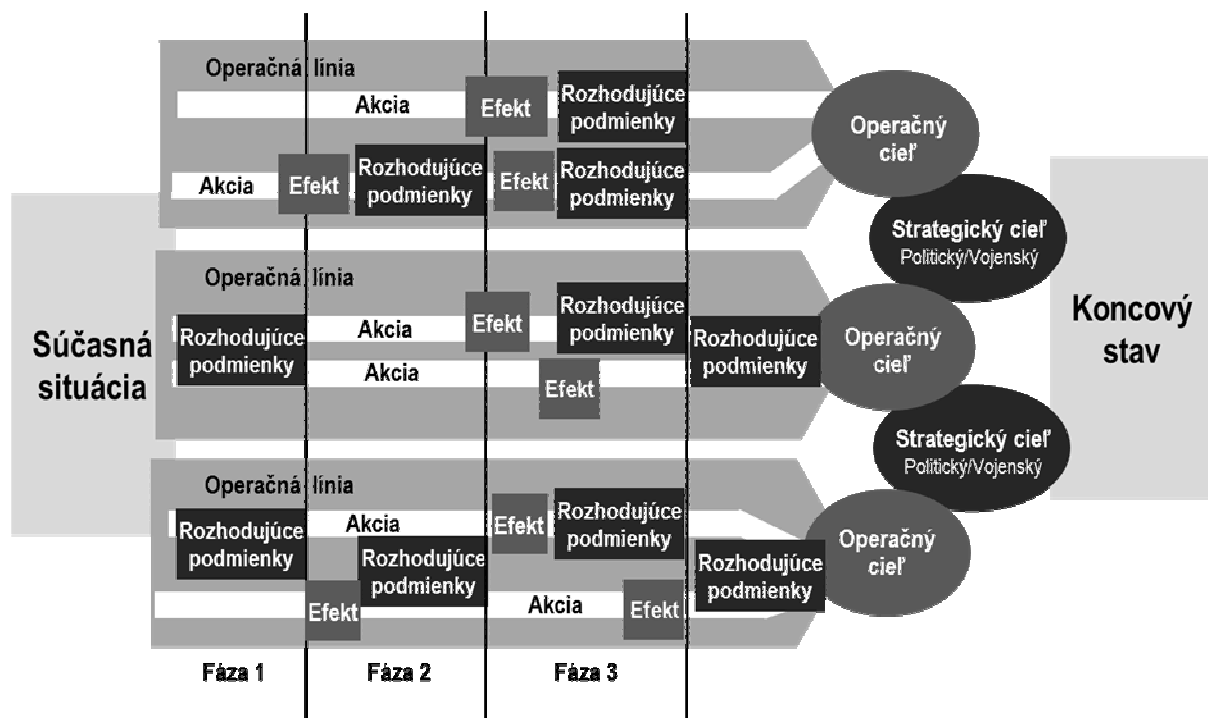 Operačná línia
Akcia
Efekt
Rozhodujúce
podmienky
Operačný
cieľ
Akcia
Efekt
Rozhodujúce
podmienky
Efekt
Rozhodujúce
podmienky
Strategický cieľ
Politický/Vojenský
Operačná línia
Súčasná
situácia
Rozhodujúce
podmienky
Akcia
Efekt
Rozhodujúce
podmienky
Akcia
Efekt
Rozhodujúce
podmienky
Operačný
cieľ
Koncový
stav
Strategický cieľ
Politický/Vojenský
Operačná línia
Rozhodujúce
podmienky
Akcia
Efekt
Rozhodujúce
podmienky
Rozhodujúce
podmienky
Operačný
cieľ
Efekt
Akcia
Efekt
Rozhodujúce
podmienky
Fáza 1
Fáza 2
Fáza 3